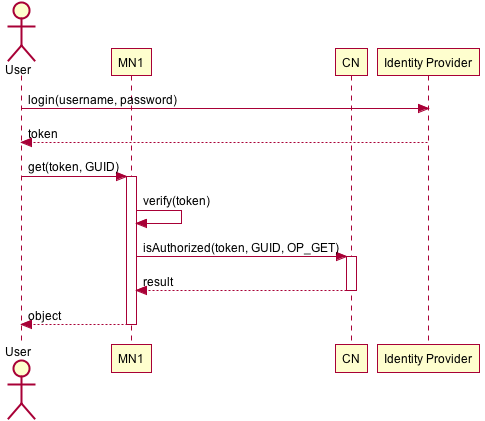 User
MN1
CN
Identity Provider
login(username, password)
token
get(token, GUID)
verify(token)
isAuthorized(token, GUID, OP_GET)
result
object
User
MN1
CN
Identity Provider